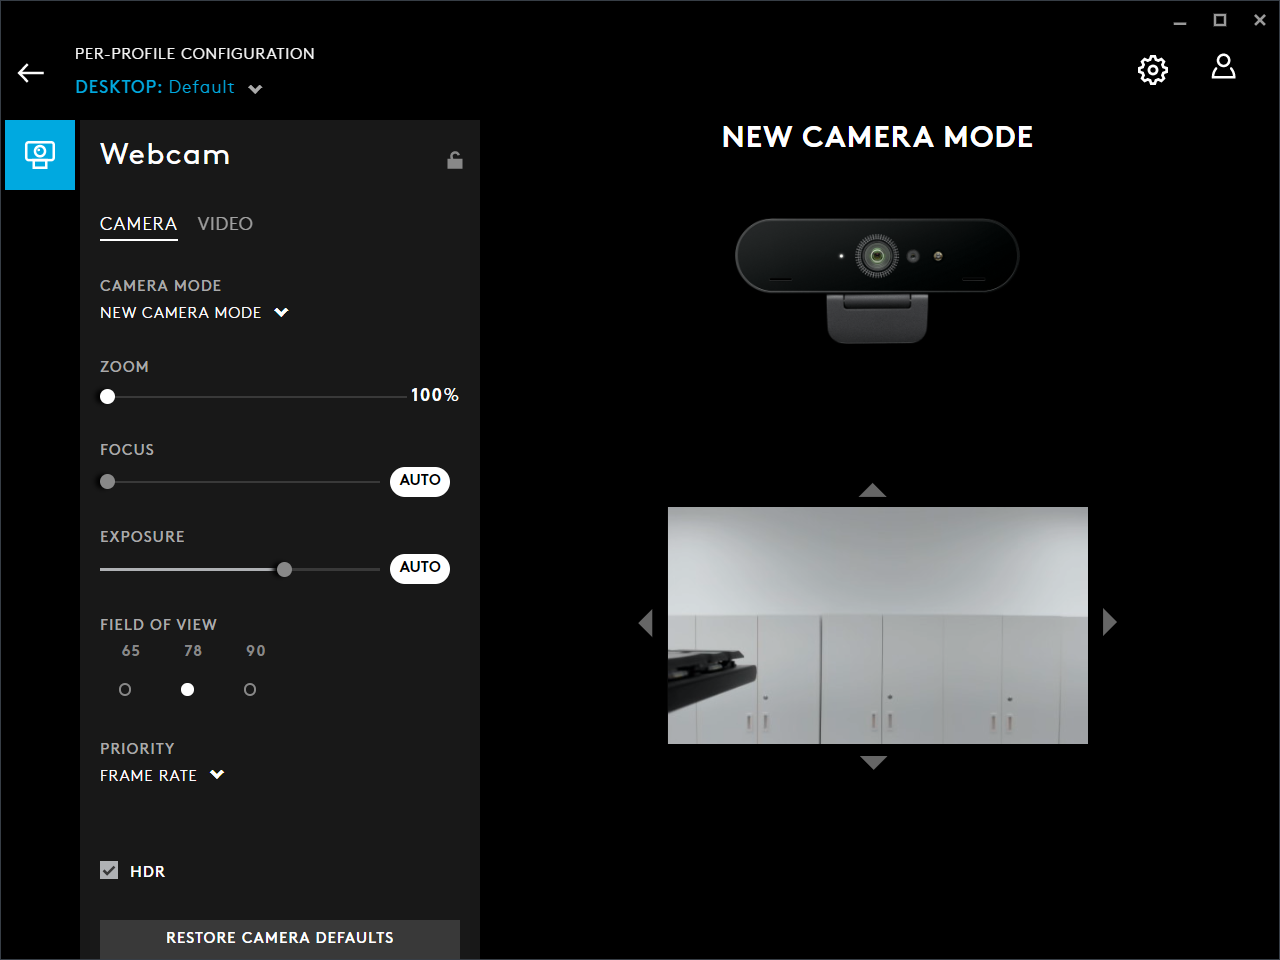 PER-PROFILE CONFIGURATION
DESKTOP: Default
NEW CAMERA MODE
Webcam
CAMERA VIDEO
CAMERA MODE
NEW CAMERA MODE
ZOOM
100%
FOCUS
AUTO
EXPOSURE
AUTO
FIELD OF VIEW
65 78 90
PRIORITY
FRAME RATE
HDR
RESTORE CAMERA DEFAULTS